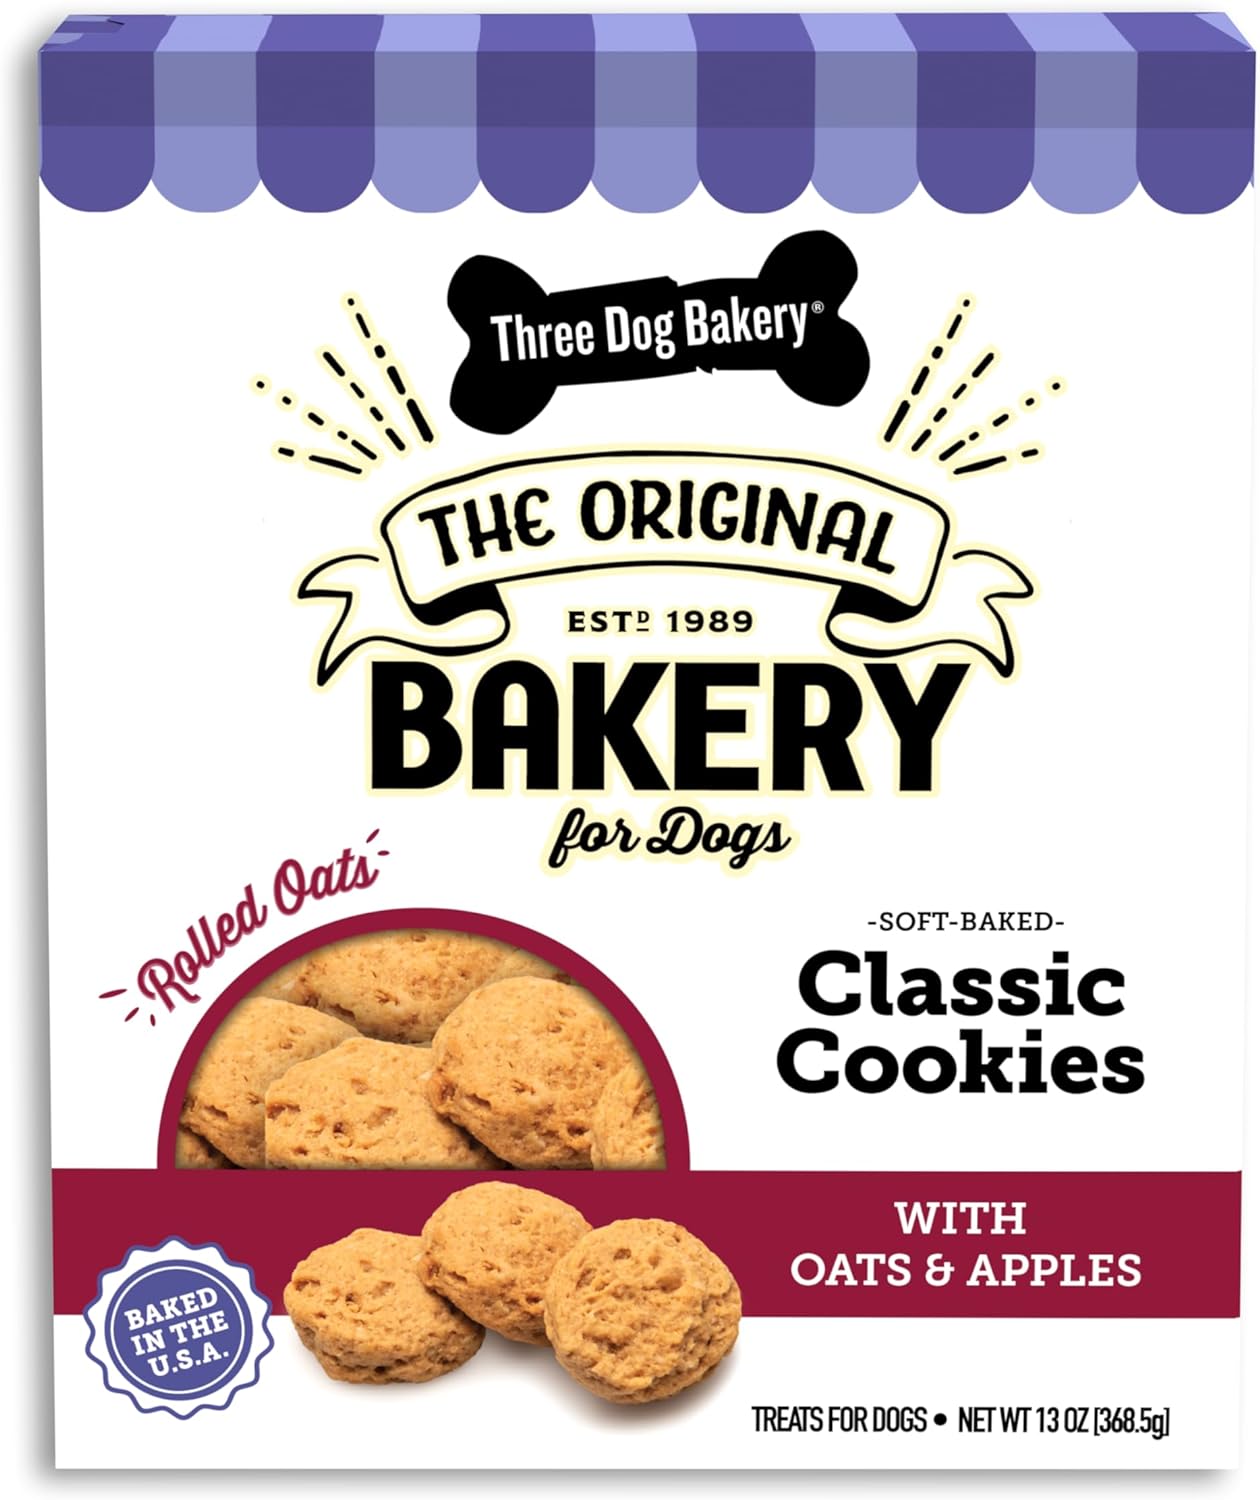 Three Dog Bakery®
THE ORIGINAL
ESTD 1989
BAKERY
for Dogs
Rolled Oats
-SOFT-BAKED-
Classic
Cookies
WITH
OATS & APPLES
BAKED
IN THE
U.S.A.
TREATS FOR DOGS • NET WT 13 OZ [368.5g]